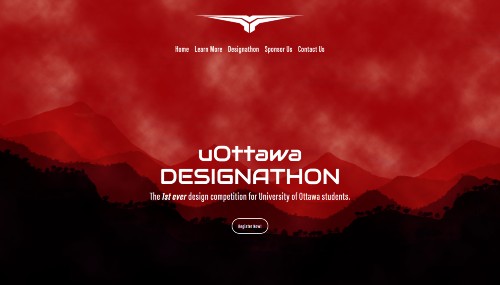 Home Learn More Designathon Sponsor Us Contact Us
uOttawa
DESIGNATHON
The 1st ever design competition for University of Ottawa students.
Register Now!